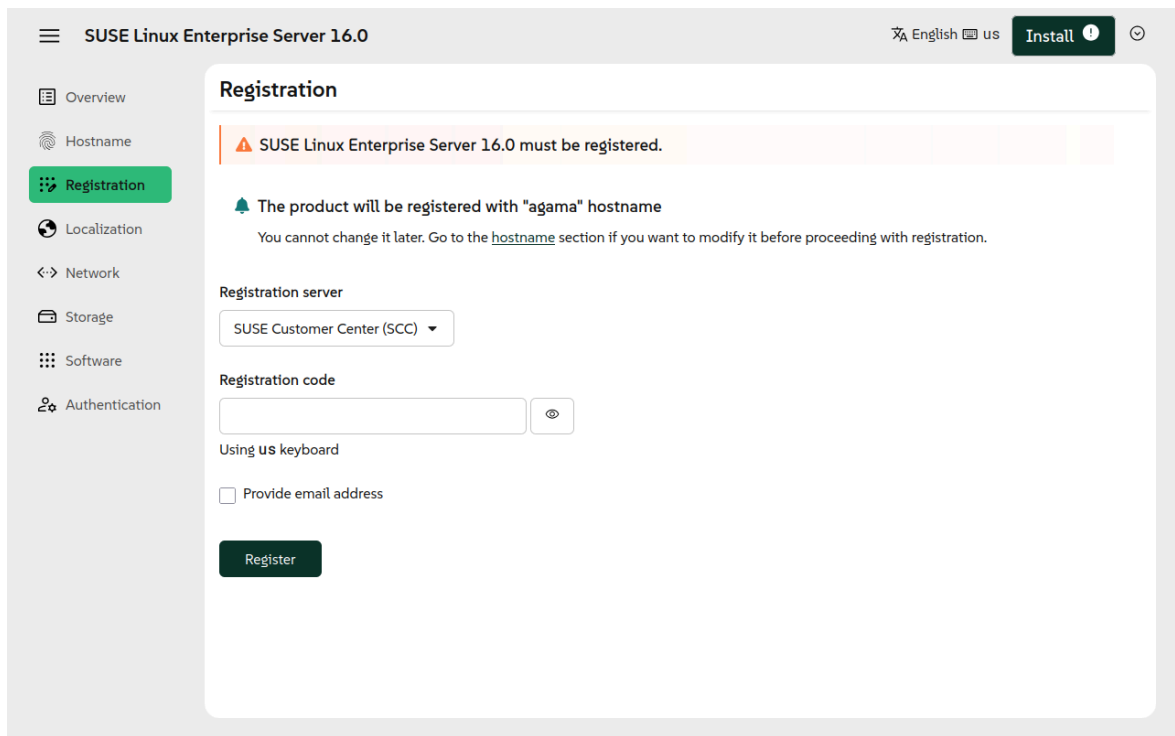 SUSE Linux Enterprise Server 16.0
English us
Install
Overview
Hostname
Registration
Localization
Network
Storage
Software
Authentication
Registration
SUSE Linux Enterprise Server 16.0 must be registered.
The product will be registered with "agama" hostname
You cannot change it later. Go to the hostname section if you want to modify it before proceeding with registration.
Registration server
SUSE Customer Center (SCC)
Registration code
Using us keyboard
Provide email address
Register